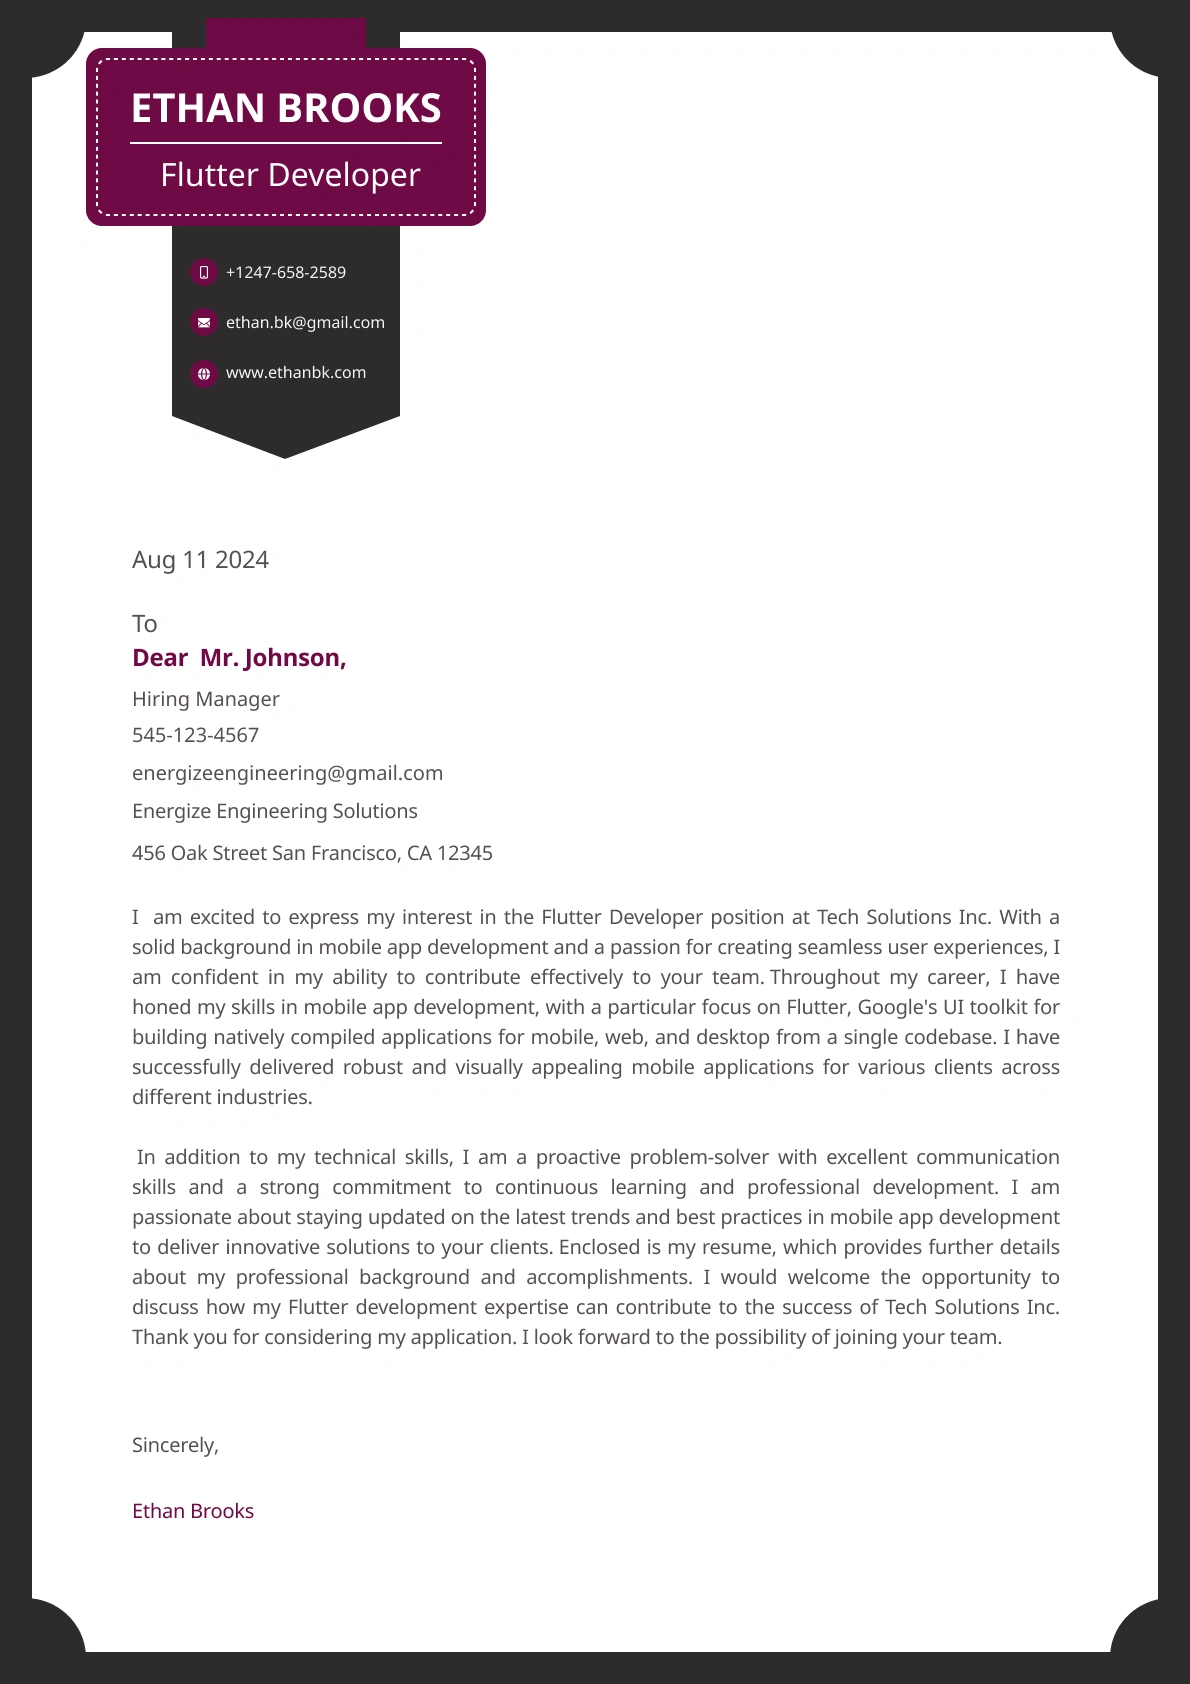 ETHAN BROOKS
Flutter Developer
+1247-658-2589
ethan.bk@gmail.com
www.ethanbk.com
Aug 11 2024
To
Dear  Mr. Johnson,
Hiring Manager
545-123-4567
energizeengineering@gmail.com
Energize Engineering Solutions
456 Oak Street San Francisco, CA 12345
I  am excited to express my interest in the Flutter Developer position at Tech Solutions Inc. With a
solid background in mobile app development and a passion for creating seamless user experiences, I
am confident in my ability to contribute effectively to your team. Throughout my career, I have
honed my skills in mobile app development, with a particular focus on Flutter, Google's UI toolkit for
building natively compiled applications for mobile, web, and desktop from a single codebase. I have
successfully delivered robust and visually appealing mobile applications for various clients across
different industries.
In addition to my technical skills, I am a proactive problem-solver with excellent communication
skills and a strong commitment to continuous learning and professional development. I am
passionate about staying updated on the latest trends and best practices in mobile app development
to deliver innovative solutions to your clients. Enclosed is my resume, which provides further details
about my professional background and accomplishments. I would welcome the opportunity to
discuss how my Flutter development expertise can contribute to the success of Tech Solutions Inc.
Thank you for considering my application. I look forward to the possibility of joining your team.
Sincerely,
Ethan Brooks